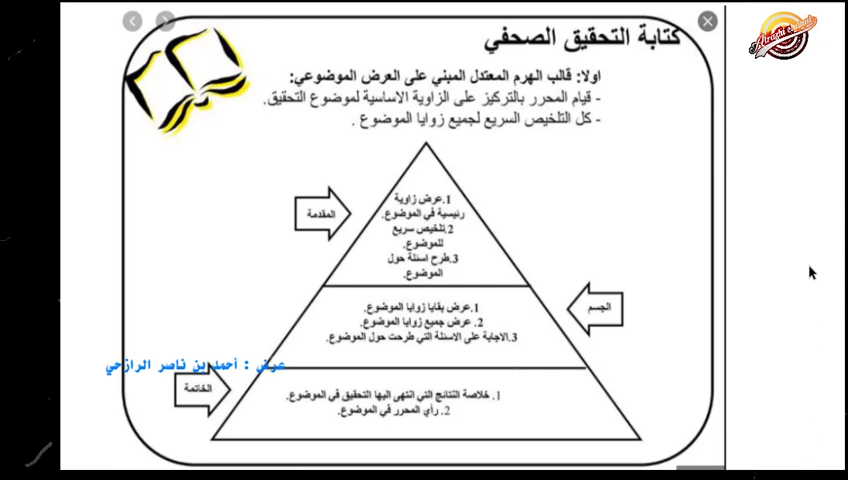 كتابة التحقيق الصحفي
اولا: قالب الهرم المعتدل المبني على العرض الموضوعي:
- قيام المحرر بالتركيز على الزاوية الاساسية لموضوع التحقيق.
- كل التلخيص السريع لجميع زوايا الموضوع .
المقدمة
1.عرض زاوية
رئيسية في الموضوع.
2.تلخيص سريع
للموضوع.
3.طرح اسئلة حول
الموضوع.
الجسم
1.عرض بقايا زوايا الموضوع.
2. عرض جميع زوايا الموضوع.
3.الاجابة على الاسئلة التي طرحت حول الموضوع.
عرض : أحمد بن ناصر الرازحي
الخاتمة
1. خلاصة النتائج التي انتهى اليها التحقيق في الموضوع.
2. رأي المحرر في الموضوع.